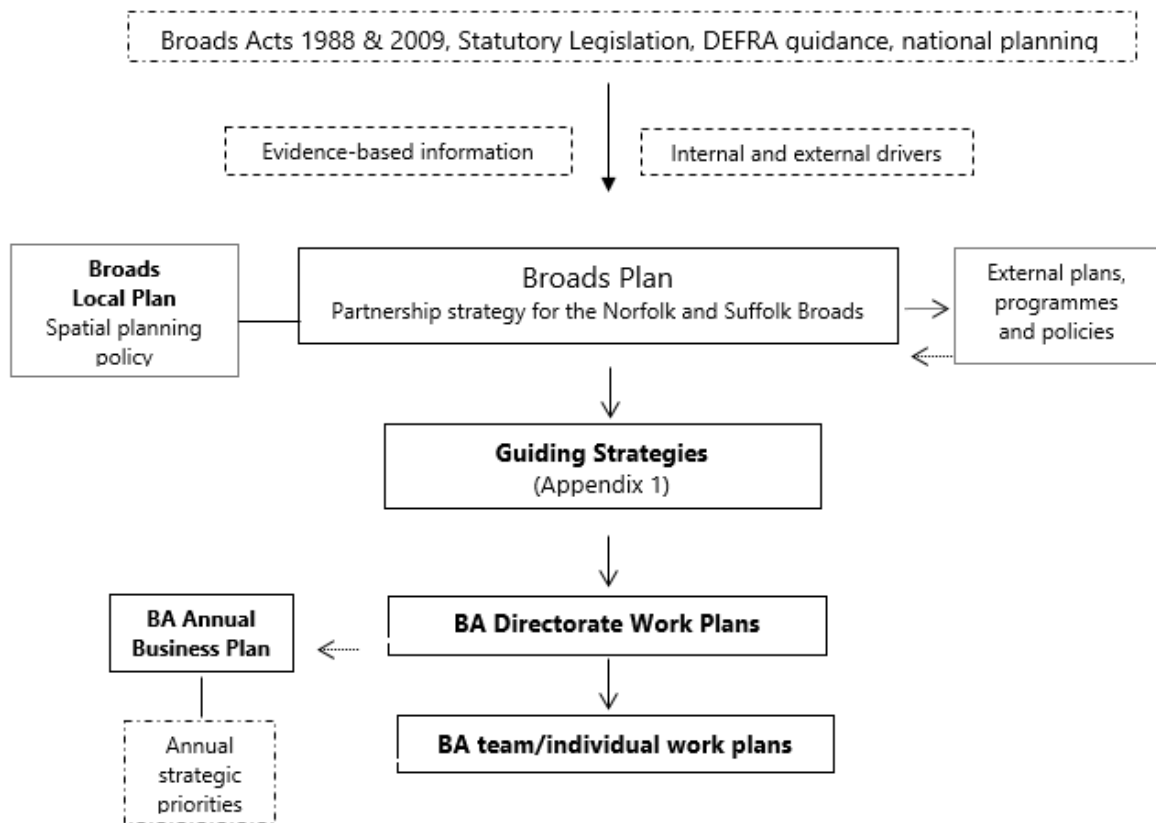 Broads Acts 1988 & 2009, Statutory Legislation, DEFRA guidance, national planning
Evidence-based information
Internal and external drivers
Broads
Local Plan
Spatial planning
policy
Broads Plan
Partnership strategy for the Norfolk and Suffolk Broads
External plans,
programmes
and policies
Guiding Strategies
(Appendix 1)
BA Annual
Business Plan
BA Directorate Work Plans
Annual
strategic
priorities
BA team/individual work plans